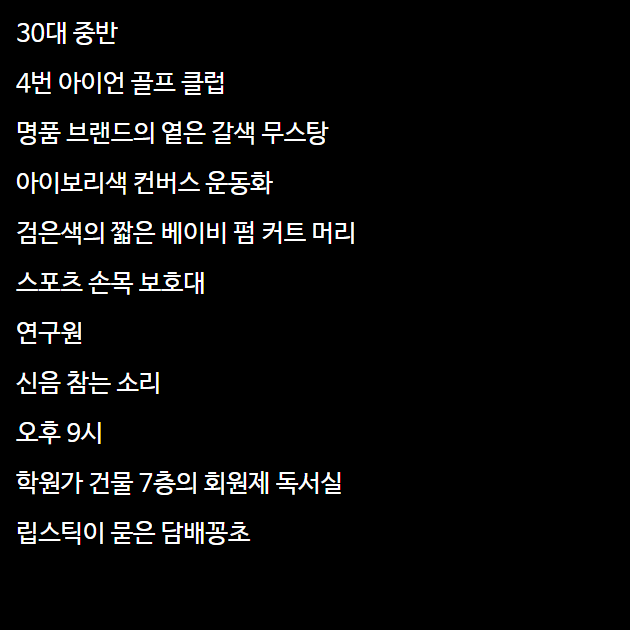 30대 중반
4번 아이언 골프 클럽
명품 브랜드의 옅은 갈색 무스탕
아이보리색 컨버스 운동화
검은색의 짧은 베이비 펌 커트 머리
스포츠 손목 보호대
연구원
신음 참는 소리
오후 9시
학원가 건물 7층의 회원제 독서실
립스틱이 묻은 담배꽁초